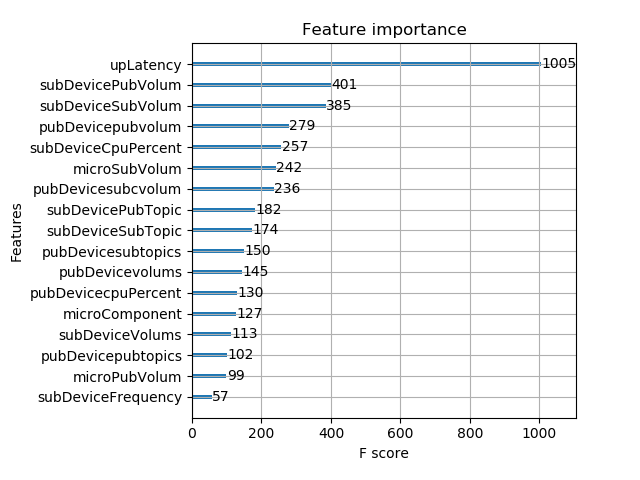 Feature importance
upLatency 1005
subDevicePubVolum 401
subDeviceSubVolum 385
pubDevicepubvolum 279
subDeviceCpuPercent 257
microSubVolum 242
pubDevicesubcvolum 236
subDevicePubTopic 182
subDeviceSubTopic 174
pubDevicesubtopics 150
pubDevicevolums 145
pubDevicecpuPercent 130
microComponent 127
subDeviceVolums 113
pubDevicepubtopics 102
microPubVolum 99
subDeviceFrequency 57
Features
0 200 400 600 800 1000
F score